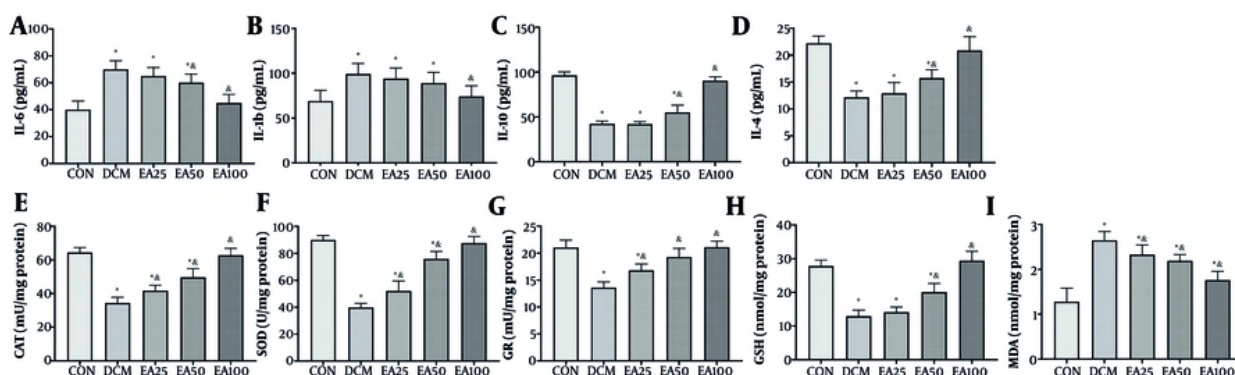 A
IL-6 (pg/mL)
100
80
60
40
20
0
* * *& &
CON DCM EA25 EA50 EA100
B
IL-1b (pg/mL)
150
100
50
0
* * * &
CON DCM EA25 EA50 EA100
C
IL-10 (pg/mL)
150
100
50
0
* * *& &
CON DCM EA25 EA50 EA100
D
IL-4 (pg/mL)
25
20
15
10
5
0
* * *& &
CON DCM EA25 EA50 EA100
E
CAT (mU/mg protein)
80
60
40
20
0
* *& *& &
CON DCM EA25 EA50 EA100
F
SOD (U/mg protein)
100
80
60
40
20
0
* *& *& &
CON DCM EA25 EA50 EA100
G
GR (mU/mg protein)
25
20
15
10
5
0
* *& & &
CON DCM EA25 EA50 EA100
H
GSH (nmol/mg protein)
40
30
20
10
0
* * *& &
CON DCM EA25 EA50 EA100
I
MDA (nmol/mg protein)
3
2
1
0
* *& *& *&
CON DCM EA25 EA50 EA100